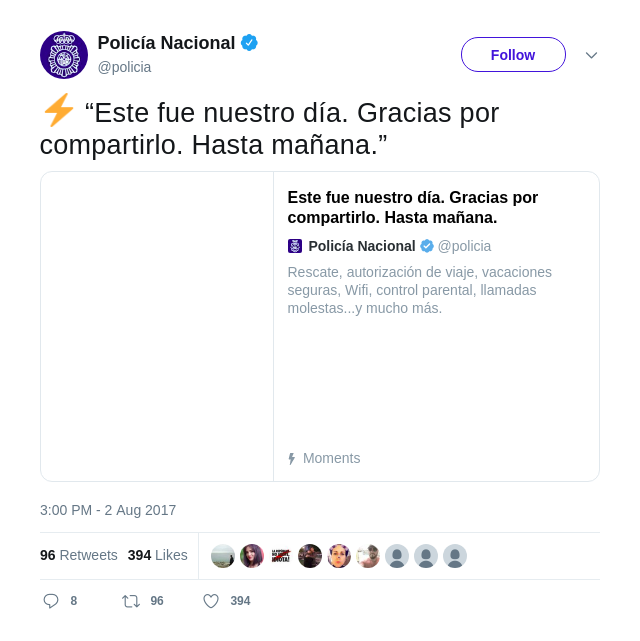 Policía Nacional
@policia
Follow
⚡ “Este fue nuestro día. Gracias por
compartirlo. Hasta mañana.”
Este fue nuestro día. Gracias por
compartirlo. Hasta mañana.
Policía Nacional @policia
Rescate, autorización de viaje, vacaciones
seguras, Wifi, control parental, llamadas
molestas...y mucho más.
Moments
3:00 PM - 2 Aug 2017
96 Retweets 394 Likes
8 96 394